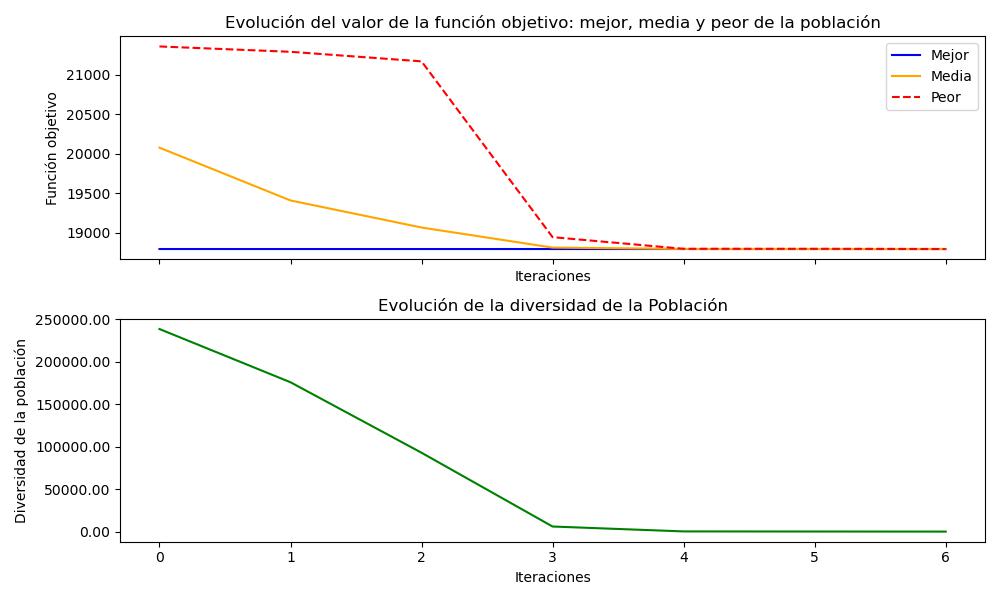 Evolución del valor de la función objetivo: mejor, media y peor de la población
Función objetivo
21000
20500
20000
19500
19000
Mejor
Media
Peor
Iteraciones
Evolución de la diversidad de la Población
Diversidad de la población
250000.00
200000.00
150000.00
100000.00
50000.00
0.00
0 1 2 3 4 5 6
Iteraciones